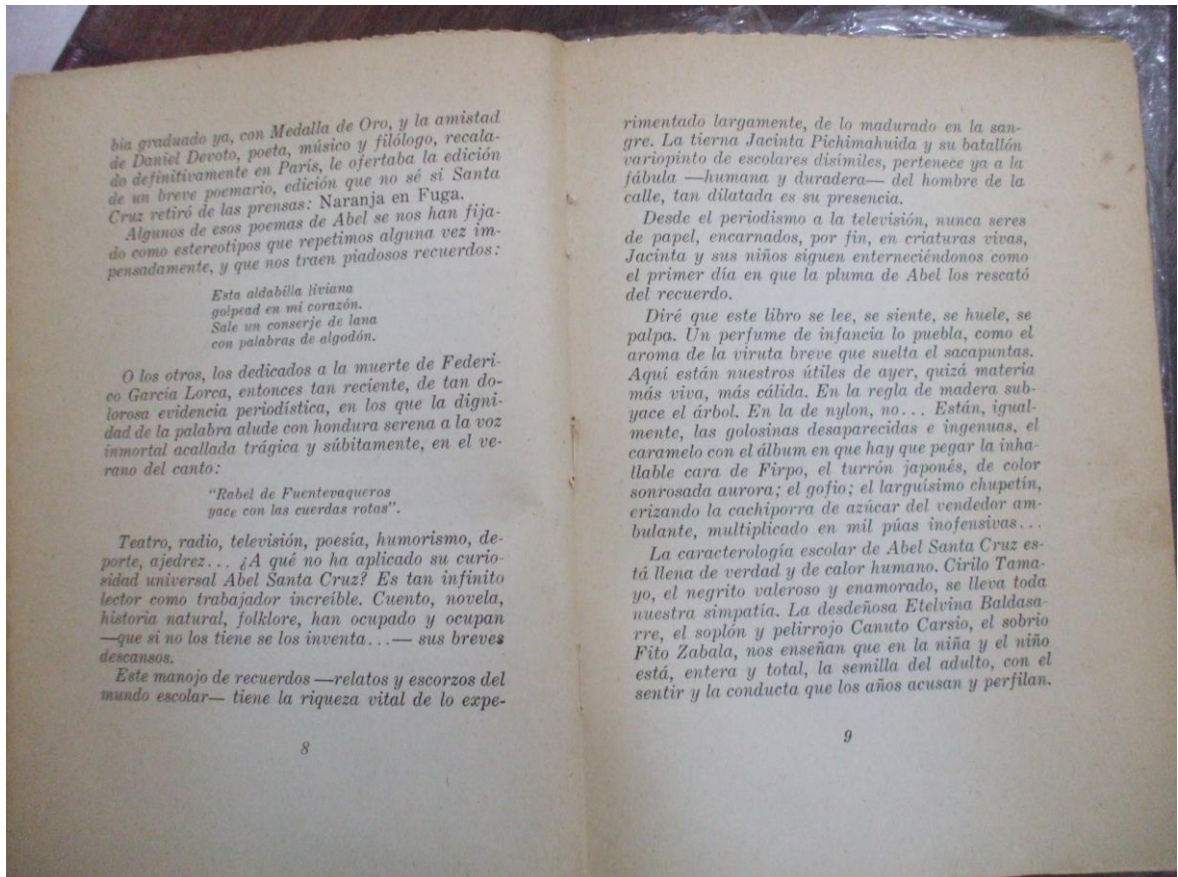 bía graduado ya, con Medalla de Oro, y la amistad
de Daniel Devoto, poeta, músico y filólogo, recala-
do definitivamente en París, le ofertaba la edición
de un breve poemario, edición que no sé si Santa
Cruz retiró de las prensas: Naranja en Fuga.
Algunos de esos poemas de Abel se nos han fija-
do como estereotipos que repetimos alguna vez im-
pensadamente, y que nos traen piadosos recuerdos:
Esta aldabilla liviana
golpead en mi corazón.
Sale un conserje de lana
con palabras de algodón.
O los otros, los dedicados a la muerte de Federi-
co García Lorca, entonces tan reciente, de tan do-
lorosa evidencia periodística, en los que la digni-
dad de la palabra alude con hondura serena a la voz
inmortal acallada trágica y súbitamente, en el ve-
rano del canto:
"Rabel de Fuentevaqueros
yace con las cuerdas rotas".
Teatro, radio, televisión, poesía, humorismo, de-
porte, ajedrez... ¿A qué no ha aplicado su curio-
sidad universal Abel Santa Cruz? Es tan infinito
lector como trabajador increíble. Cuento, novela,
historia natural, folklore, han ocupado y ocupan
—que si no los tiene se los inventa...— sus breves
descansos.
Este manojo de recuerdos —relatos y escorzos del
mundo escolar— tiene la riqueza vital de lo expe-
8
rimentado largamente, de lo madurado en la san-
gre. La tierna Jacinta Pichimahuida y su batallón
variopinto de escolares disímiles, pertenece ya a la
fábula —humana y duradera— del hombre de la
calle, tan dilatada es su presencia.
Desde el periodismo a la televisión, nunca seres
de papel, encarnados, por fin, en criaturas vivas,
Jacinta y sus niños siguen enterneciéndonos como
el primer día en que la pluma de Abel los rescató
del recuerdo.
Diré que este libro se lee, se siente, se huele, se
palpa. Un perfume de infancia lo puebla, como el
aroma de la viruta breve que suelta el sacapuntas.
Aquí están nuestros útiles de ayer, quizá materia
más viva, más cálida. En la regla de madera sub-
yace el árbol. En la de nylon, no... Están, igual-
mente, las golosinas desaparecidas e ingenuas, el
caramelo con el álbum en que hay que pegar la inha-
llable cara de Firpo, el turrón japonés, de color
sonrosada aurora; el gofio; el larguísimo chupetín,
erizando la cachiporra de azúcar del vendedor am-
bulante, multiplicado en mil púas inofensivas...
La caracterología escolar de Abel Santa Cruz es-
tá llena de verdad y de calor humano. Cirilo Tama-
yo, el negrito valeroso y enamorado, se lleva toda
nuestra simpatía. La desdeñosa Etelvina Baldasa-
rre, el soplón y pelirrojo Canuto Carsio, el sobrio
Fito Zabala, nos enseñan que en la niña y el niño
está, entera y total, la semilla del adulto, con el
sentir y la conducta que los años acusan y perfilan.
9